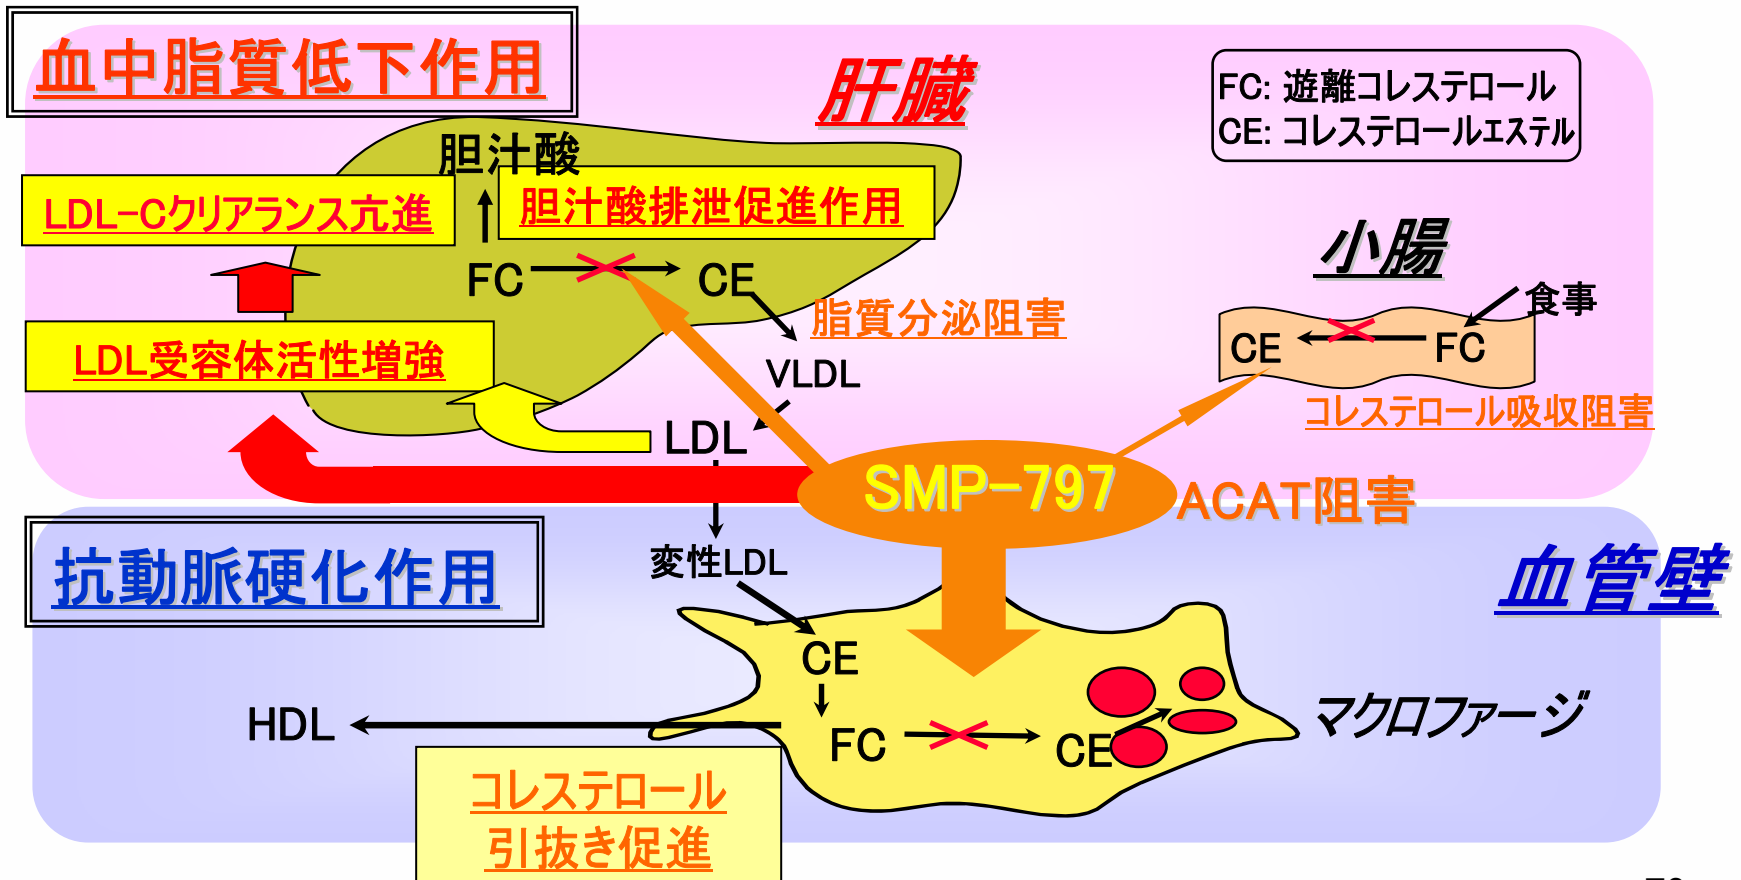 血中脂質低下作用
肝臓
FC: 遊離コレステロール
CE: コレステロールエステル
胆汁酸
LDL-Cクリアランス亢進
胆汁酸排泄促進作用
小腸
FC
CE
食事
脂質分泌阻害
LDL受容体活性増強
CE
FC
VLDL
コレステロール吸収阻害
LDL
SMP-797
ACAT阻害
抗動脈硬化作用
変性LDL
血管壁
CE
HDL
FC
CE
マクロファージ
コレステロール
引抜き促進